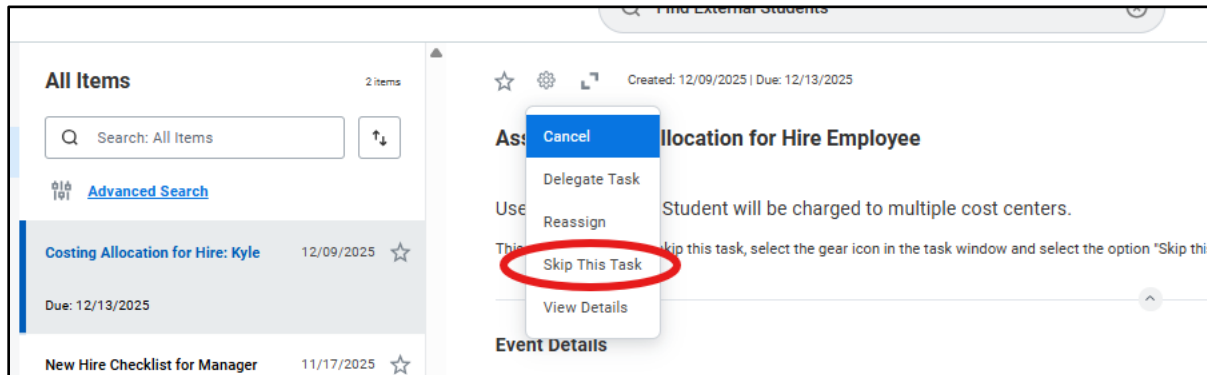 Find External Students
All Items
2 items
Search: All Items
Advanced Search
Costing Allocation for Hire: Kyle
12/09/2025
Due: 12/13/2025
New Hire Checklist for Manager
11/17/2025
Created: 12/09/2025 | Due: 12/13/2025
Ass llocation for Hire Employee
Use Student will be charged to multiple cost centers.
skip this task, select the gear icon in the task window and select the option "Skip thi
Cancel
Delegate Task
Reassign
Skip This Task
View Details
Event Details